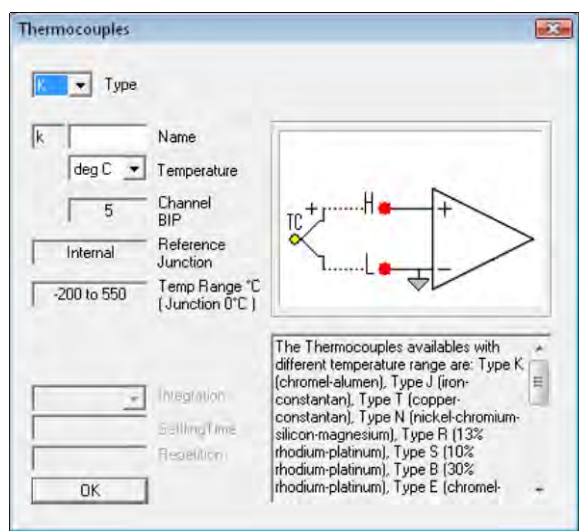 Thermocouples
K Type
k Name
deg C Temperature
5 Channel
BIP
Internal Reference
Junction
-200 to 550 Temp Range °C
( Junction 0°C )
Integration
SettlingTime
Repetition
OK
TC + H +
L −
The Thermocouples availables with
different temperature range are: Type K
(chromel-alumen), Type J (iron-
constantan), Type T (copper-
constantan), Type N (nickel-chromium-
silicon-magnesium), Type R (13%
rhodium-platinum), Type S (10%
rhodium-platinum), Type B (30%
rhodium-platinum), Type E (chromel-